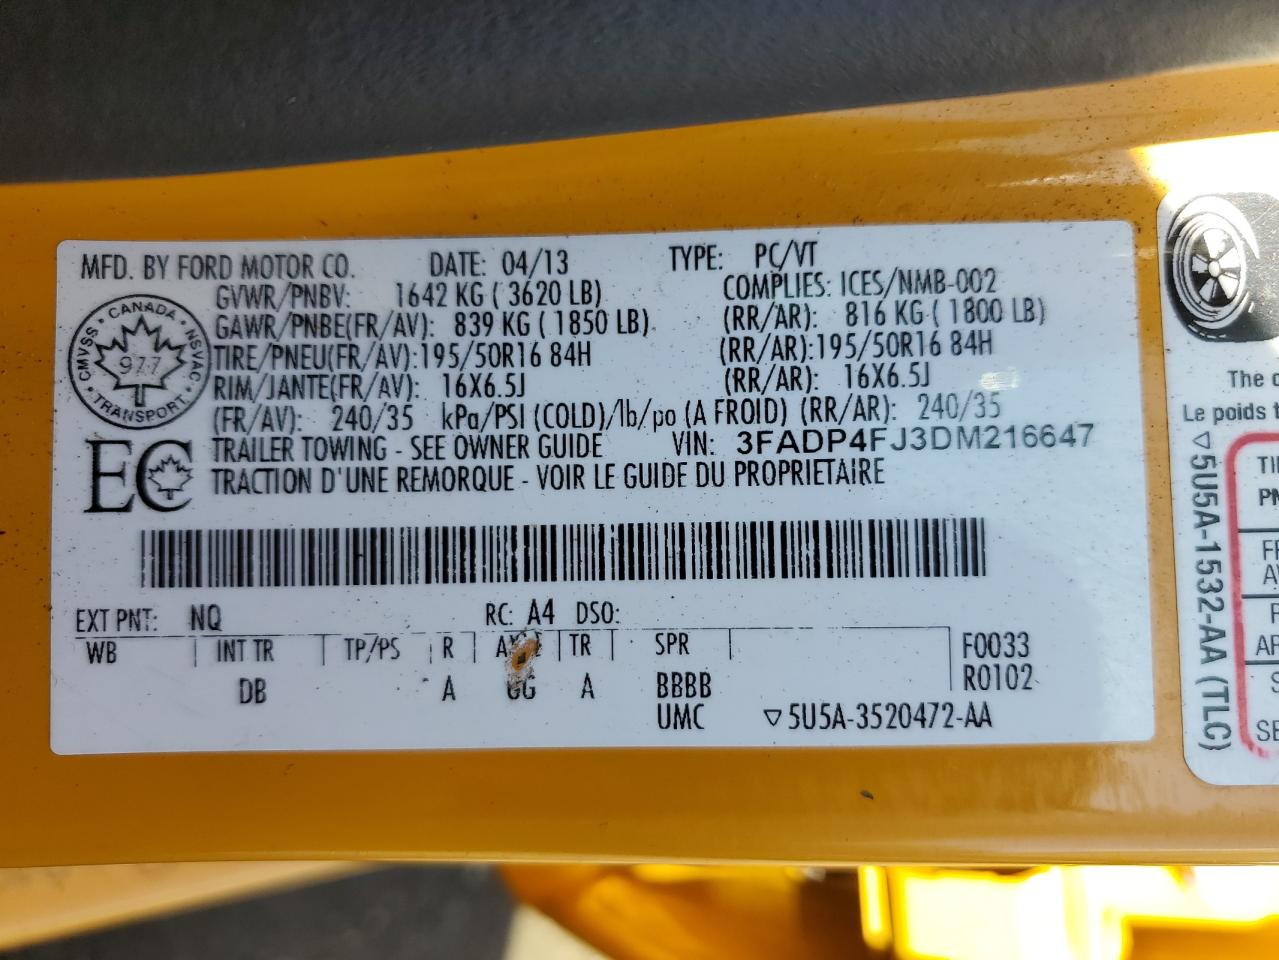 MFD. BY FORD MOTOR CO. DATE: 04/13 TYPE: PC/VT
GVWR/PNBV: 1642 KG ( 3620 LB) COMPLIES: ICES/NMB-002
GAWR/PNBE(FR/AV): 839 KG ( 1850 LB) (RR/AR): 816 KG ( 1800 LB)
TIRE/PNEU(FR/AV): 195/50R16 84H (RR/AR): 195/50R16 84H
RIM/JANTE(FR/AV): 16X6.5J (RR/AR): 16X6.5J
(FR/AV): 240/35 kPa/PSI (COLD)/lb/po (A FROID) (RR/AR): 240/35
TRAILER TOWING - SEE OWNER GUIDE VIN: 3FADP4FJ3DM216647
TRACTION D'UNE REMORQUE - VOIR LE GUIDE DU PROPRIETAIRE
CANADA
CMVSS 977 NSVAC
TRANSPORT
EC
EXT PNT: NQ RC: A4 DSO:
WB INT TR TP/PS R TR SPR F0033
DB A GG A BBBB R0102
UMC ▽5U5A-3520472-AA
The
Le poids
▽5U5A-1532-AA (TLC)